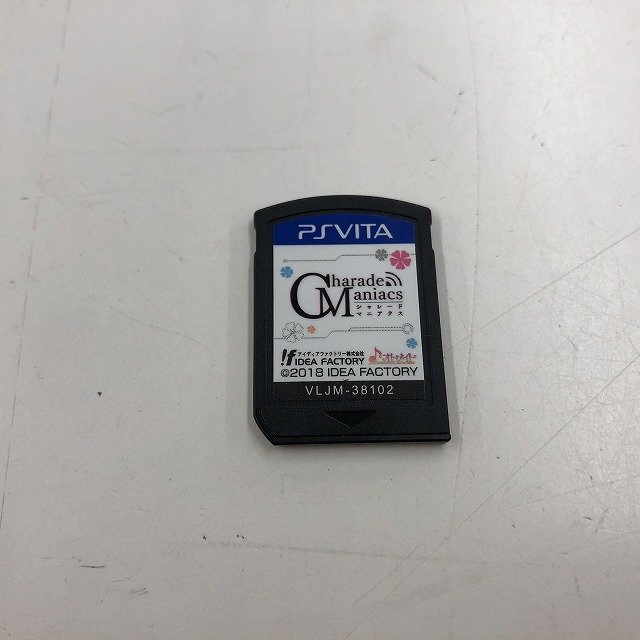 PSVITA
Charade
Maniacs
シャレード
マニアクス
アイディアファクトリー株式会社
IF IDEA FACTORY
©2018 IDEA FACTORY
VLJM-38102